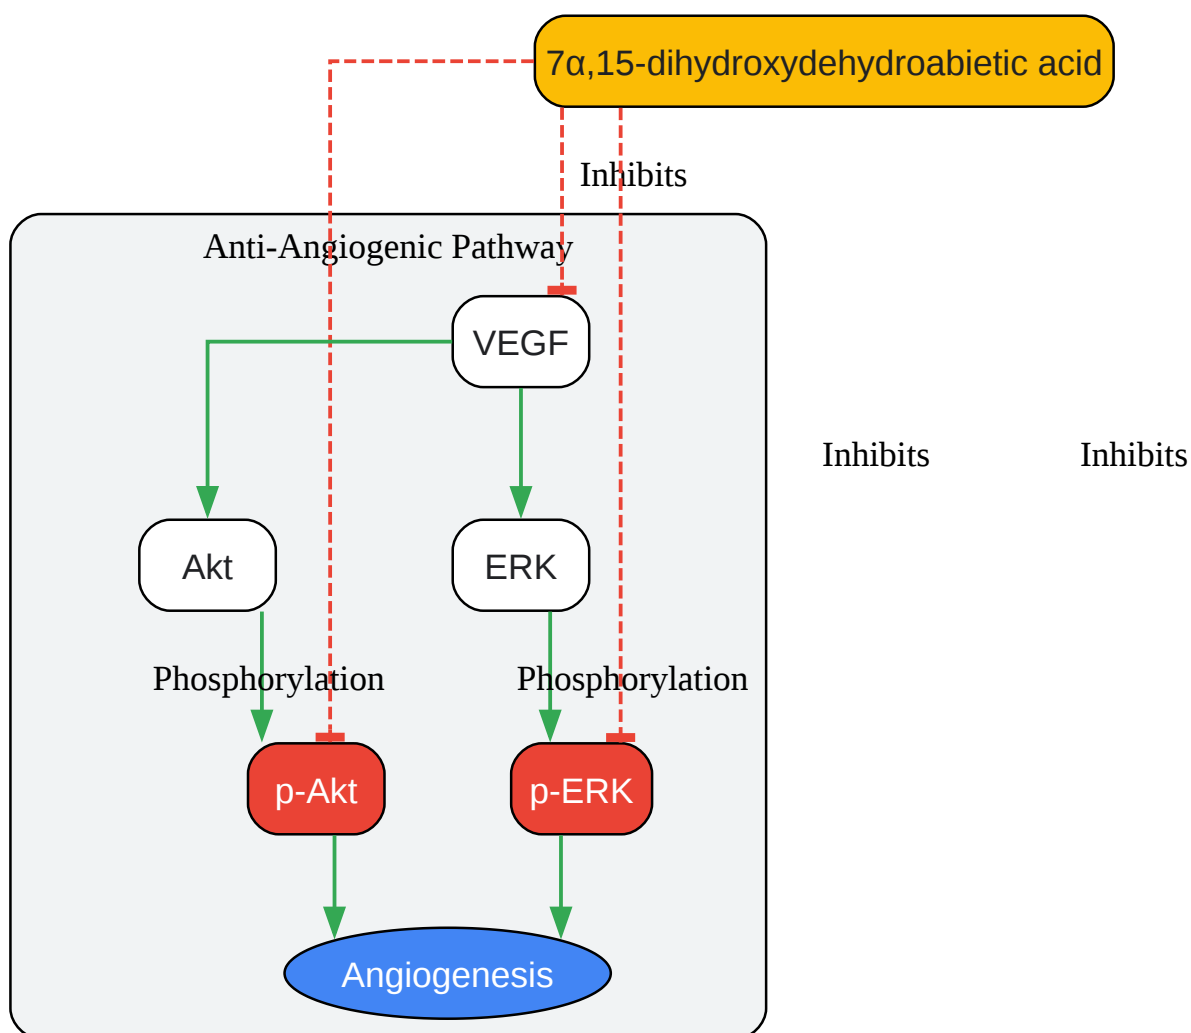 7α,15-dihydroxydehydroabietic acid
Inhibits
Anti-Angiogenic Pathway
VEGF
Inhibits
Inhibits
Akt
ERK
Phosphorylation
Phosphorylation
p-Akt
p-ERK
Angiogenesis